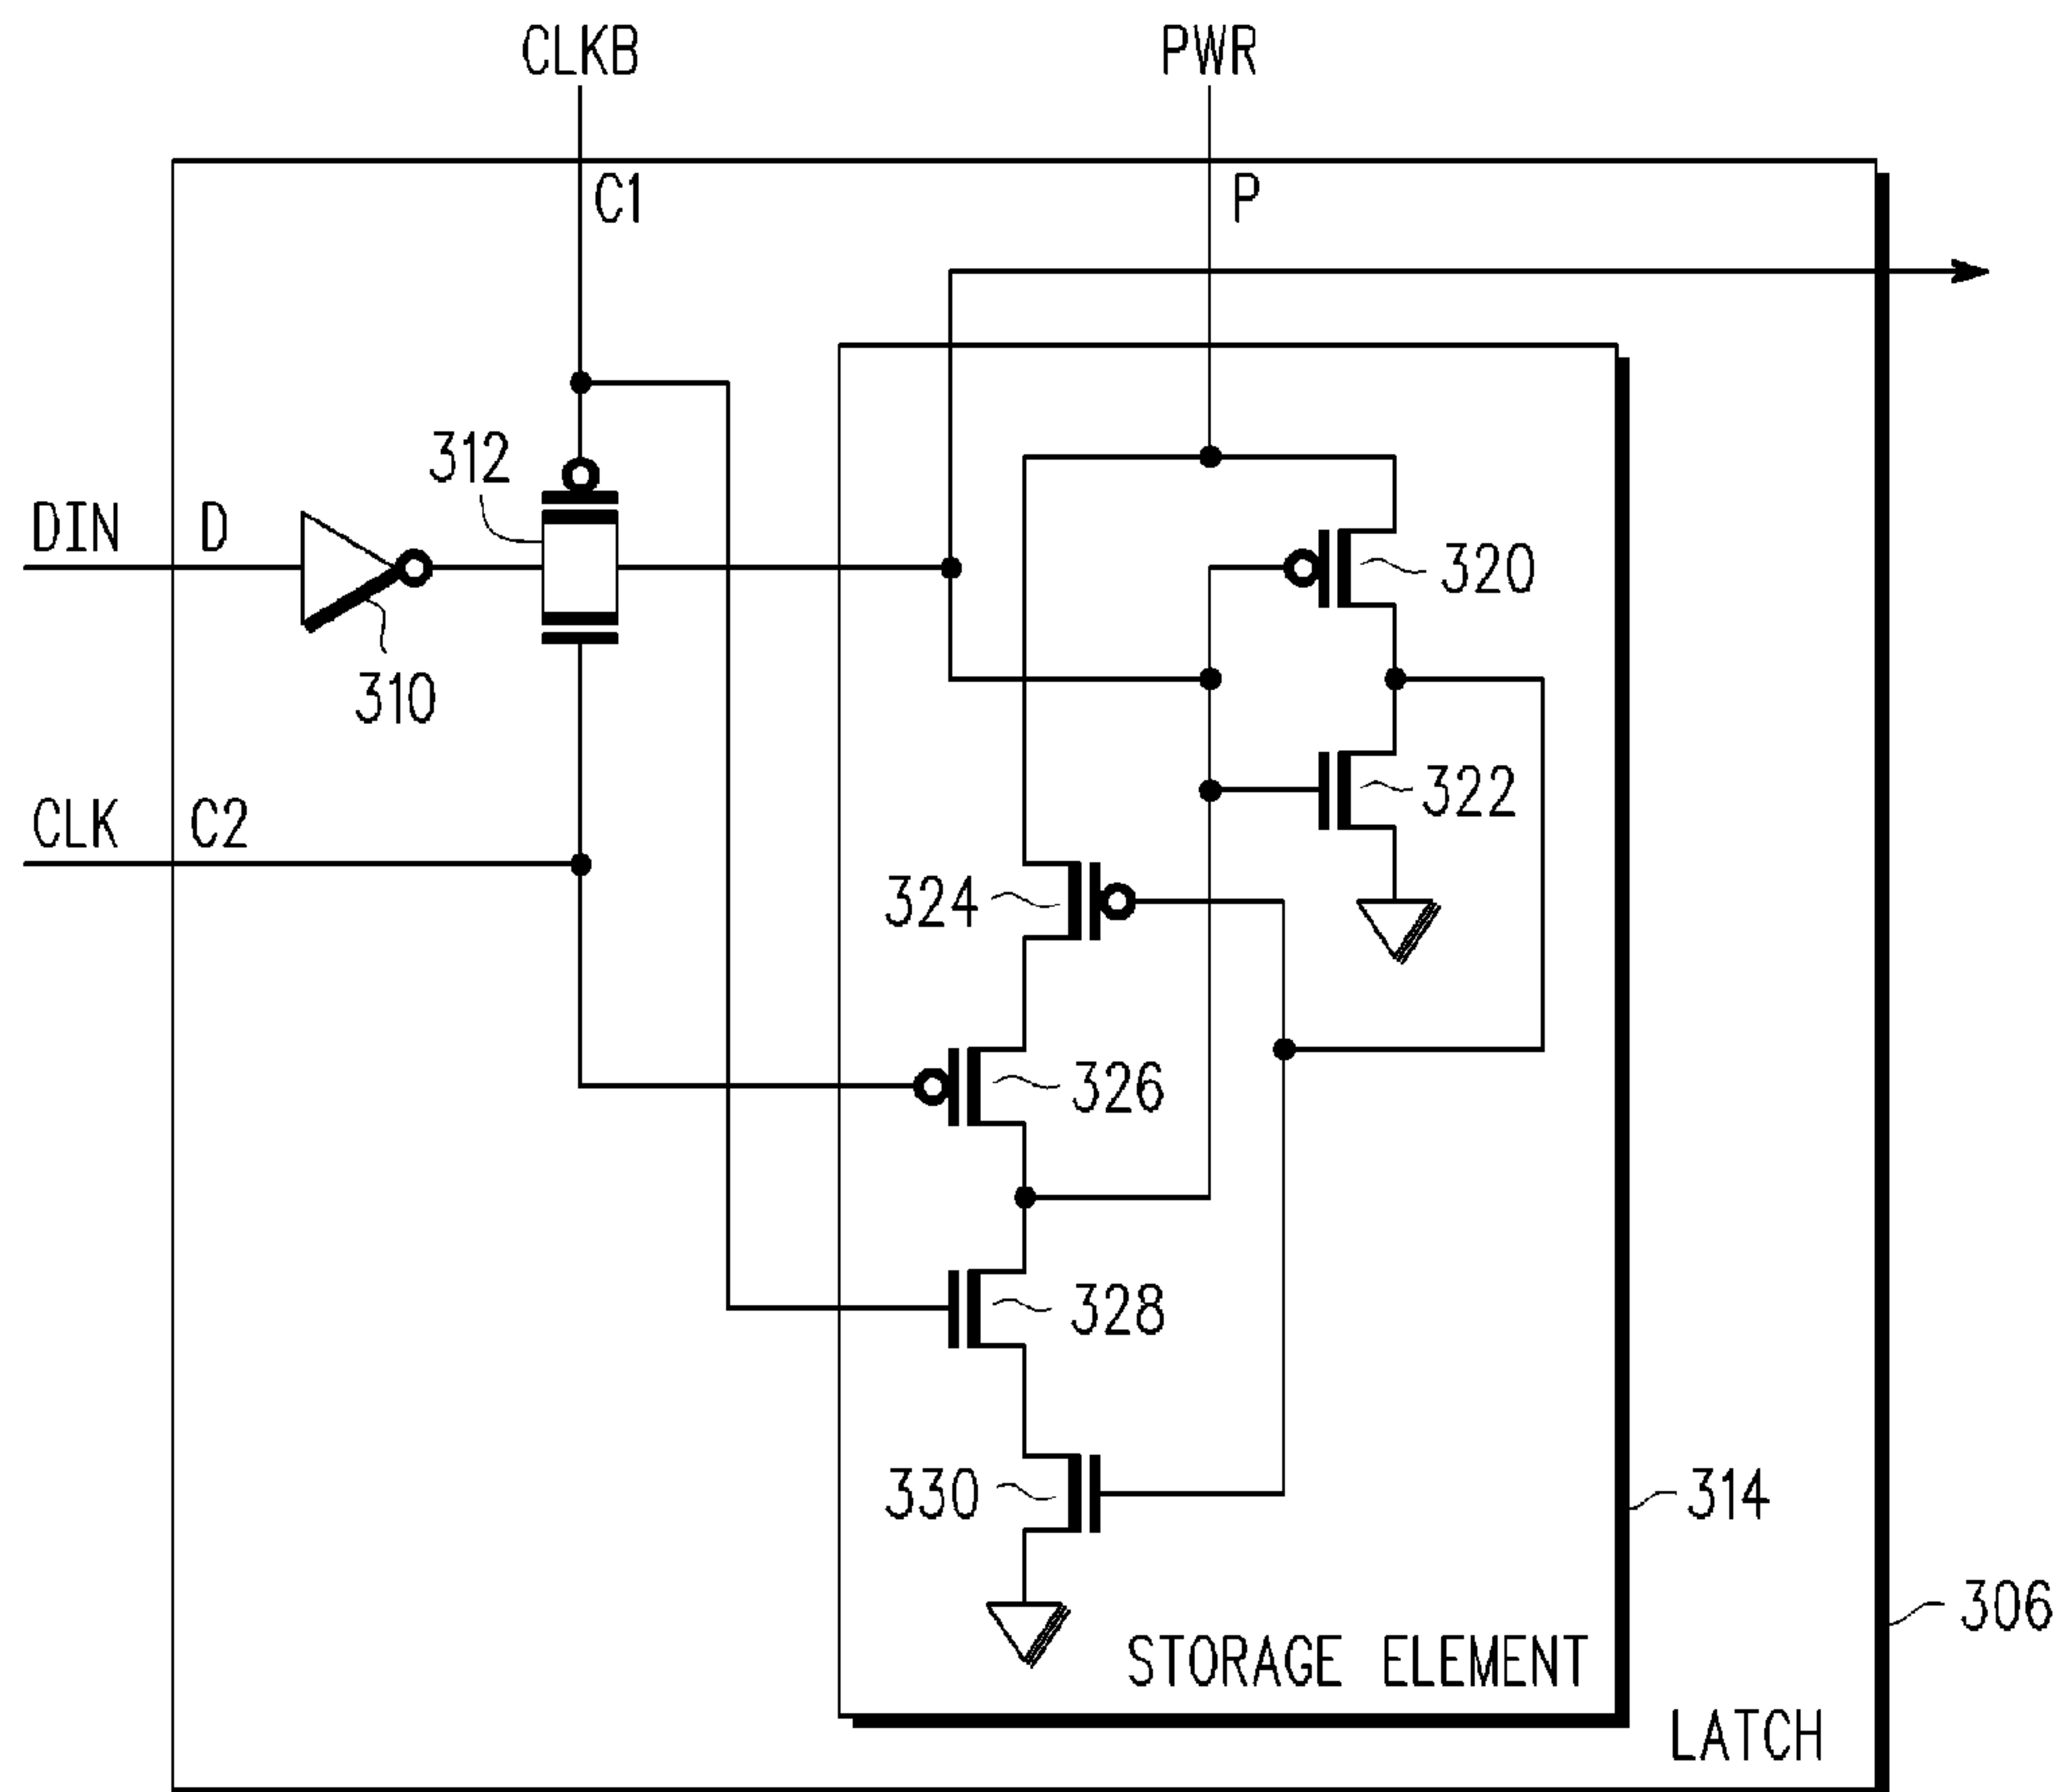 CLKB
PWR
C1
P
312
DIN
D
320
310
322
CLK
C2
324
326
328
330
314
306
STORAGE ELEMENT
LATCH